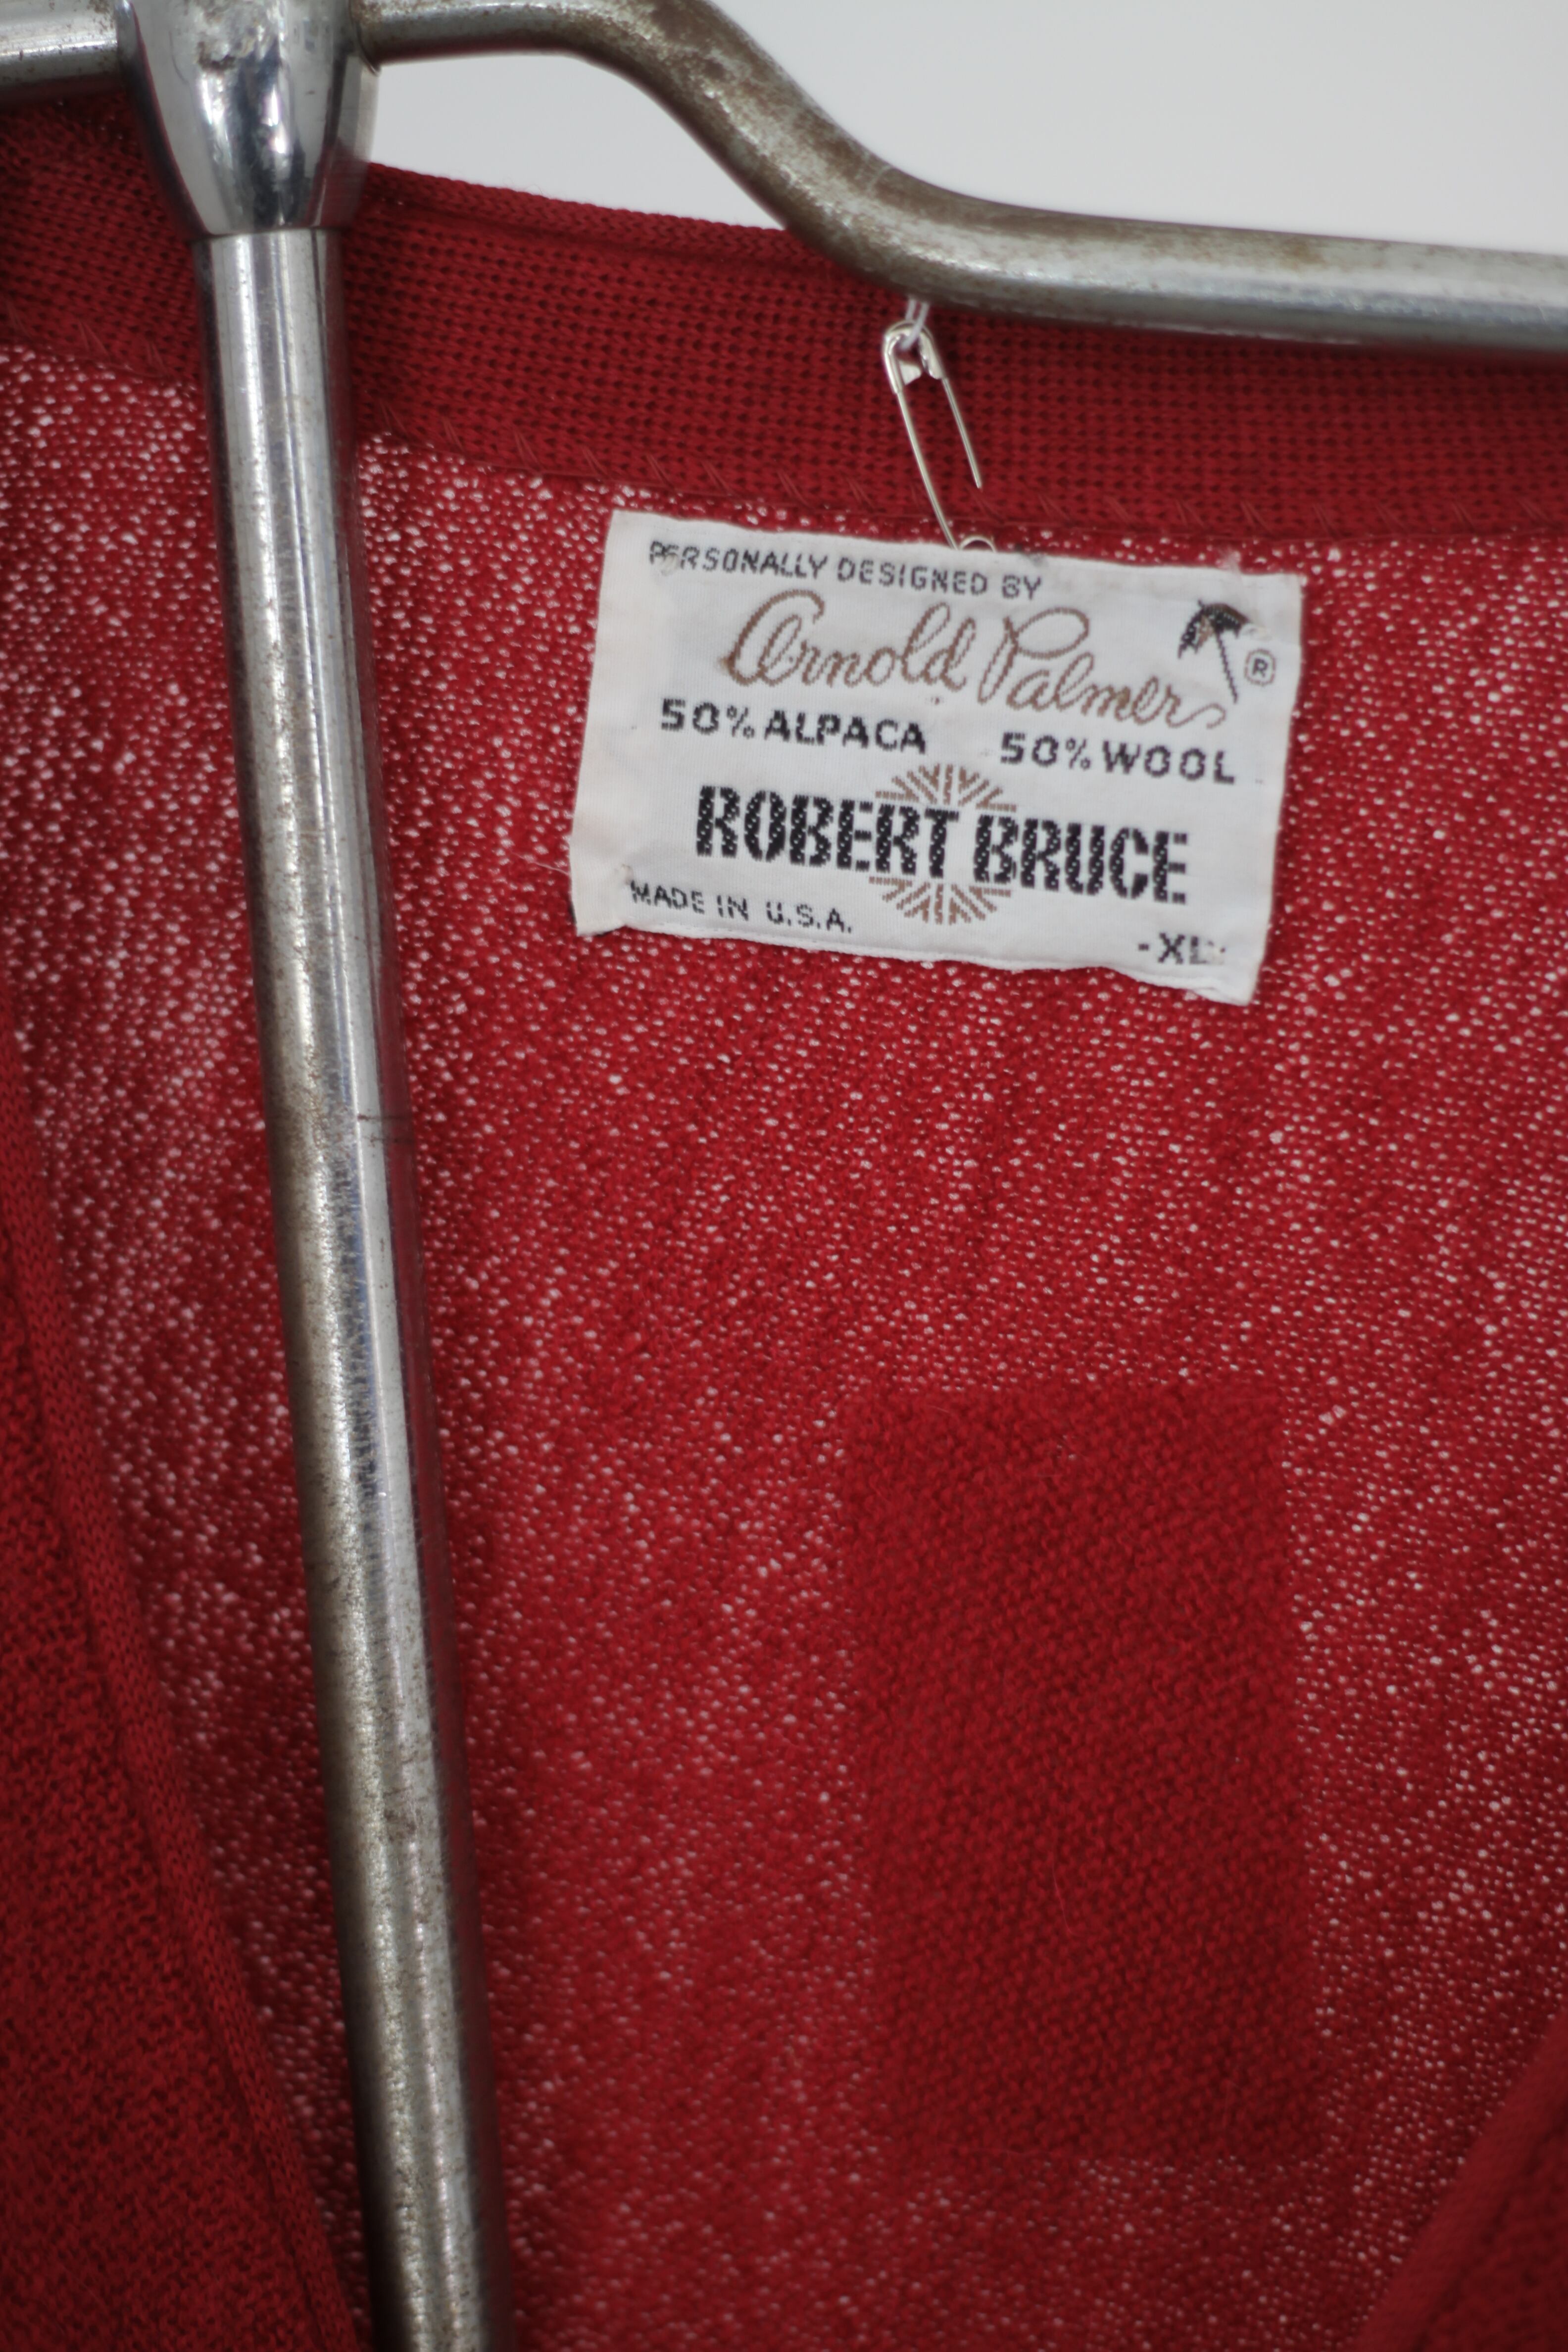 PERSONALLY DESIGNED BY
Arnold Palmer ®
50% ALPACA 50% WOOL
ROBERT BRUCE
MADE IN U.S.A.
-XL-